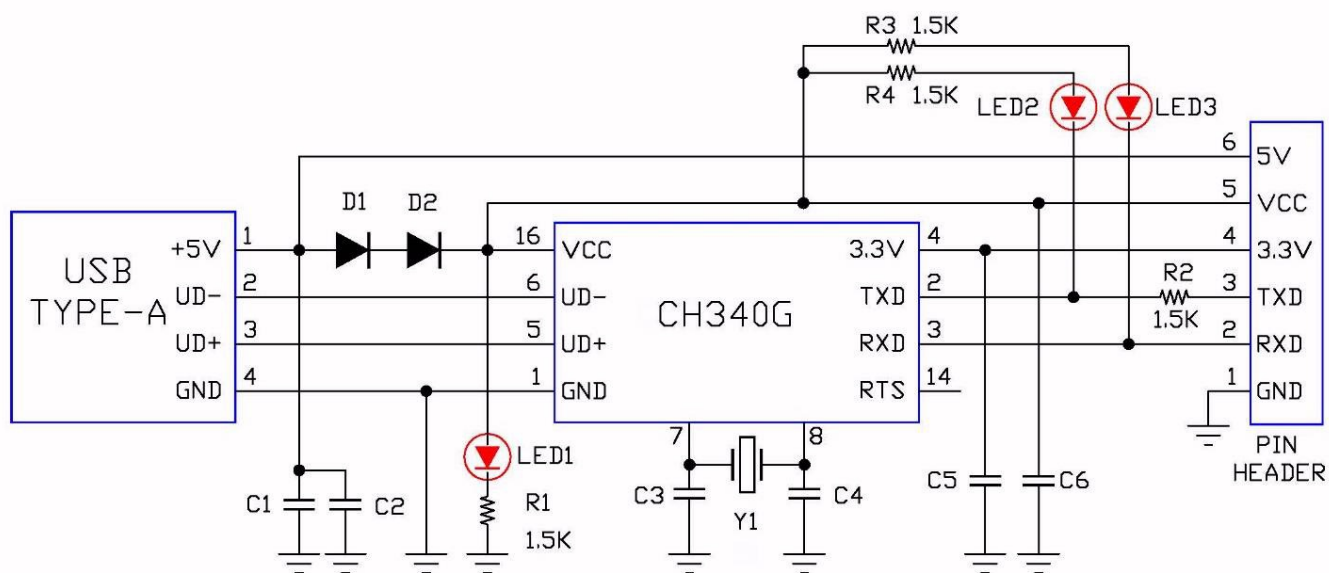 R3 1.5K
R4 1.5K
LED2
LED3
6
5V
5
VCC
D1
D2
USB
TYPE-A
+5V
1
UD-
2
UD+
3
GND
4
16
VCC
6
UD-
5
UD+
1
GND
CH340G
3.3V
4
TXD
2
RXD
3
RTS
14
4
3.3V
R2
1.5K
3
TXD
2
RXD
1
GND
PIN
HEADER
7
8
LED1
R1
1.5K
C1
C2
C3
Y1
C4
C5
C6